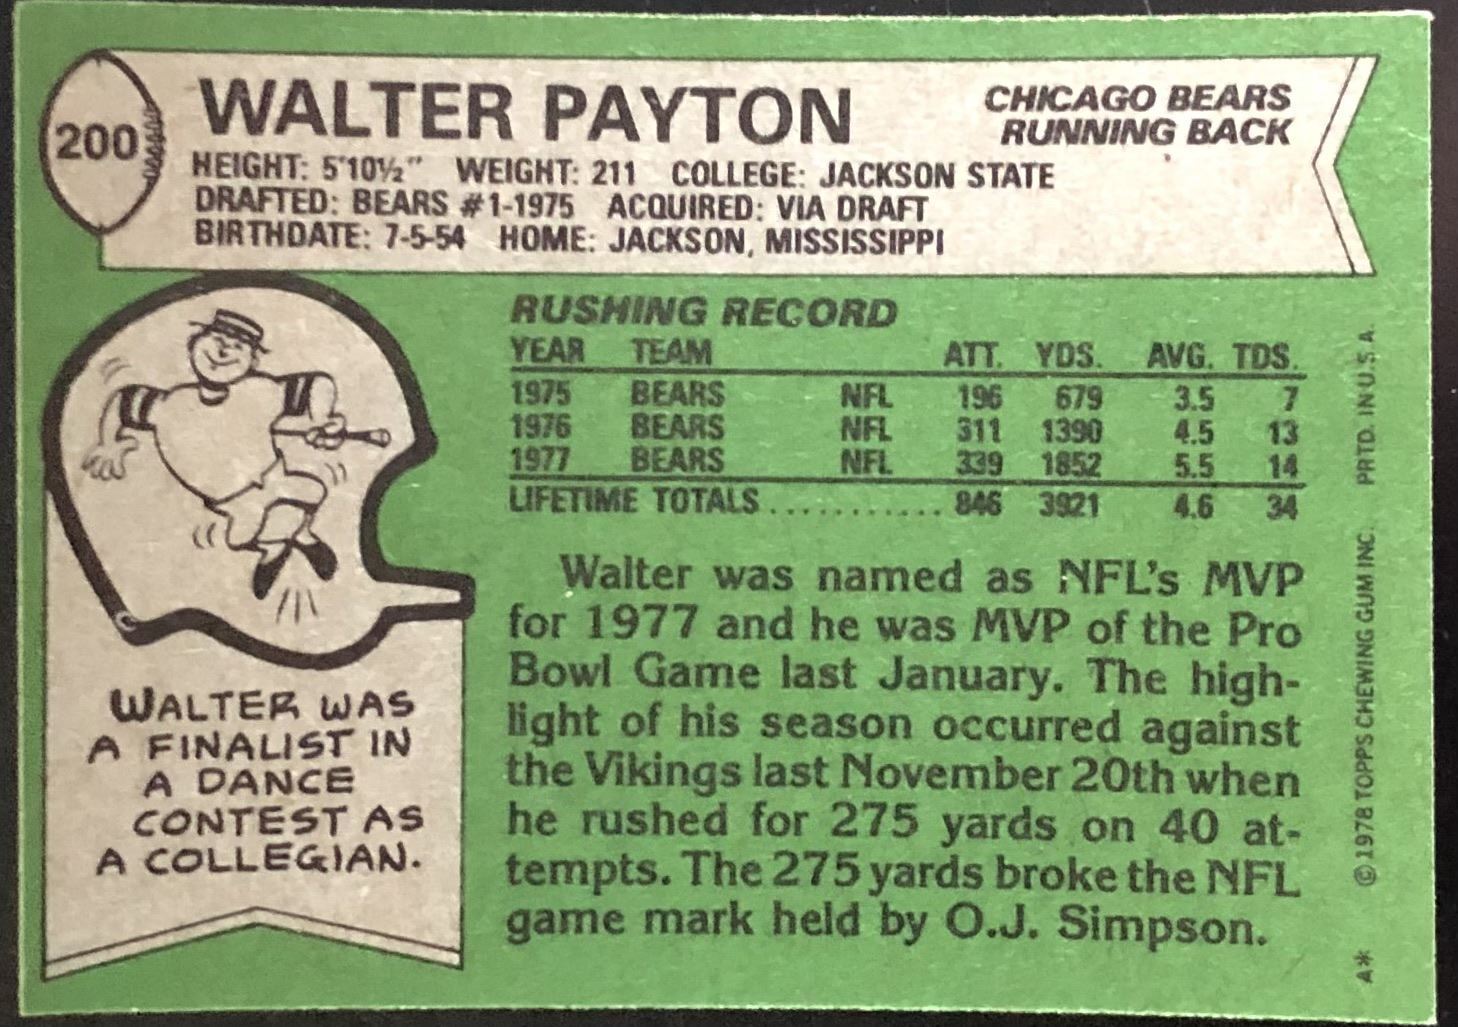 200
WALTER PAYTON
CHICAGO BEARS
RUNNING BACK
HEIGHT: 5'10½" WEIGHT: 211 COLLEGE: JACKSON STATE
DRAFTED: BEARS #1-1975 ACQUIRED: VIA DRAFT
BIRTHDATE: 7-5-54 HOME: JACKSON, MISSISSIPPI
RUSHING RECORD
YEAR TEAM ATT. YDS. AVG. TDS.
1975 BEARS NFL 196 679 3.5 7
1976 BEARS NFL 311 1390 4.5 13
1977 BEARS NFL 339 1852 5.5 14
LIFETIME TOTALS............ 846 3921 4.6 34
Walter was named as NFL's MVP
for 1977 and he was MVP of the Pro
Bowl Game last January. The high-
light of his season occurred against
the Vikings last November 20th when
he rushed for 275 yards on 40 at-
tempts. The 275 yards broke the NFL
game mark held by O.J. Simpson.
WALTER WAS
A FINALIST IN
A DANCE
CONTEST AS
A COLLEGIAN.
A* © 1978 TOPPS CHEWING GUM INC. PRTD. IN U.S.A.